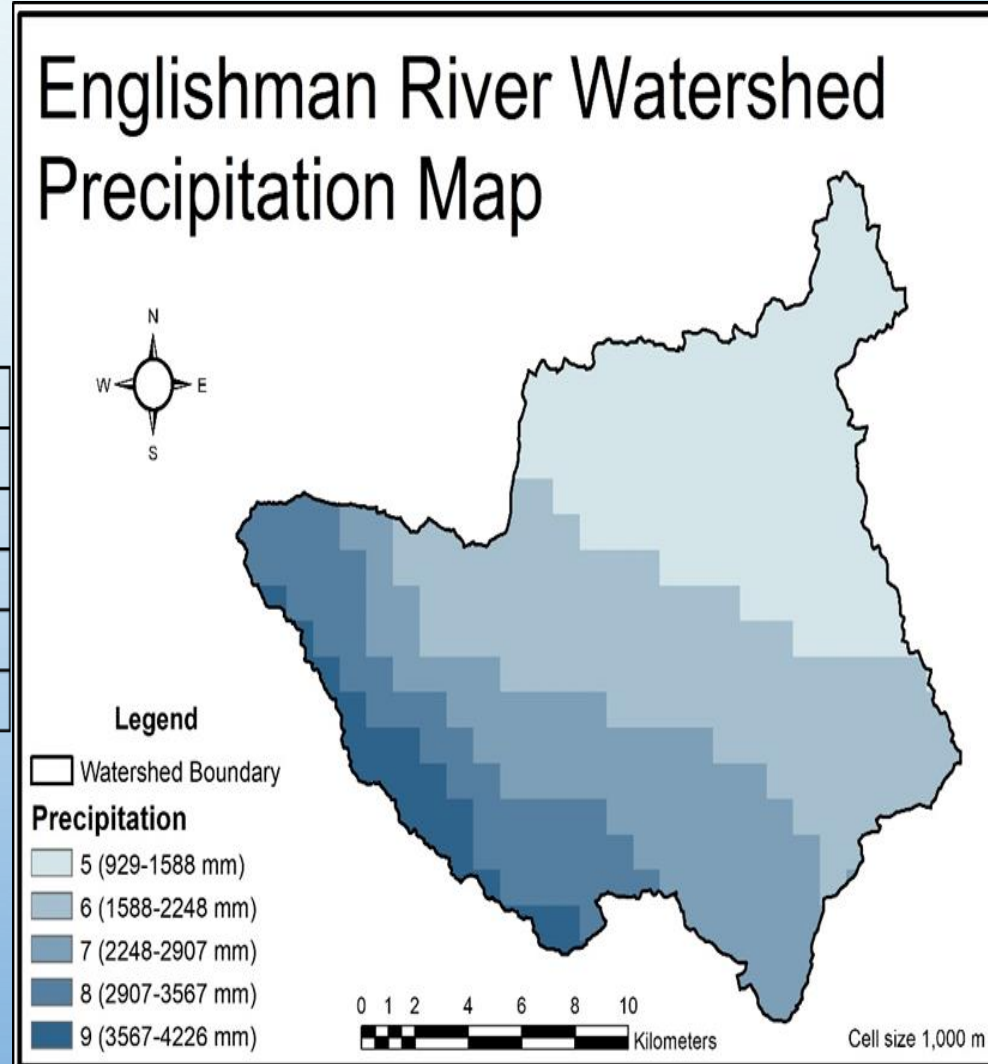 Englishman River Watershed
Precipitation Map
N
W E
S
Legend
Watershed Boundary
Precipitation
5 (929-1588 mm)
6 (1588-2248 mm)
7 (2248-2907 mm)
8 (2907-3567 mm)
9 (3567-4226 mm)
0 1 2 4 6 8 10
Kilometers
Cell size 1,000 m